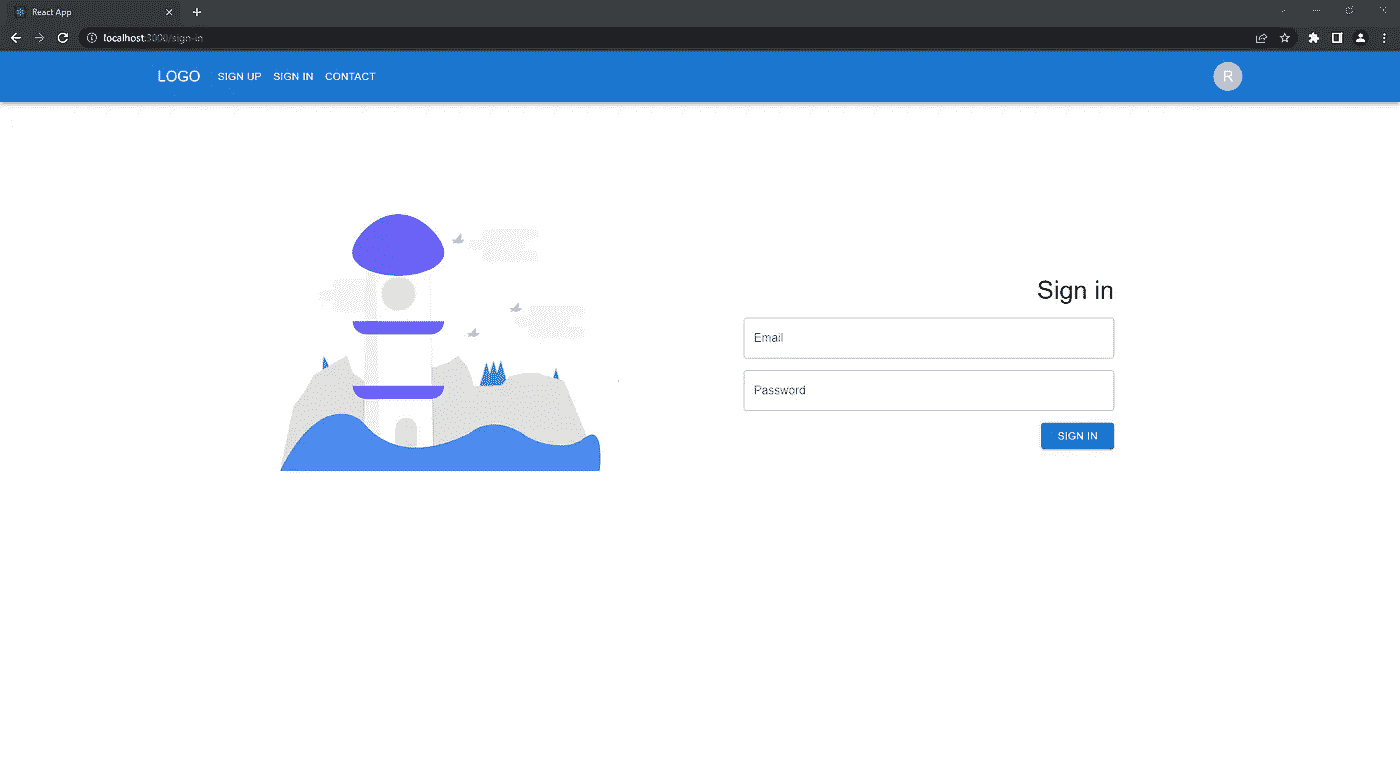 React App
localhost:3000/sign-in
LOGO SIGN UP SIGN IN CONTACT R
Sign in
Email
Password
SIGN IN